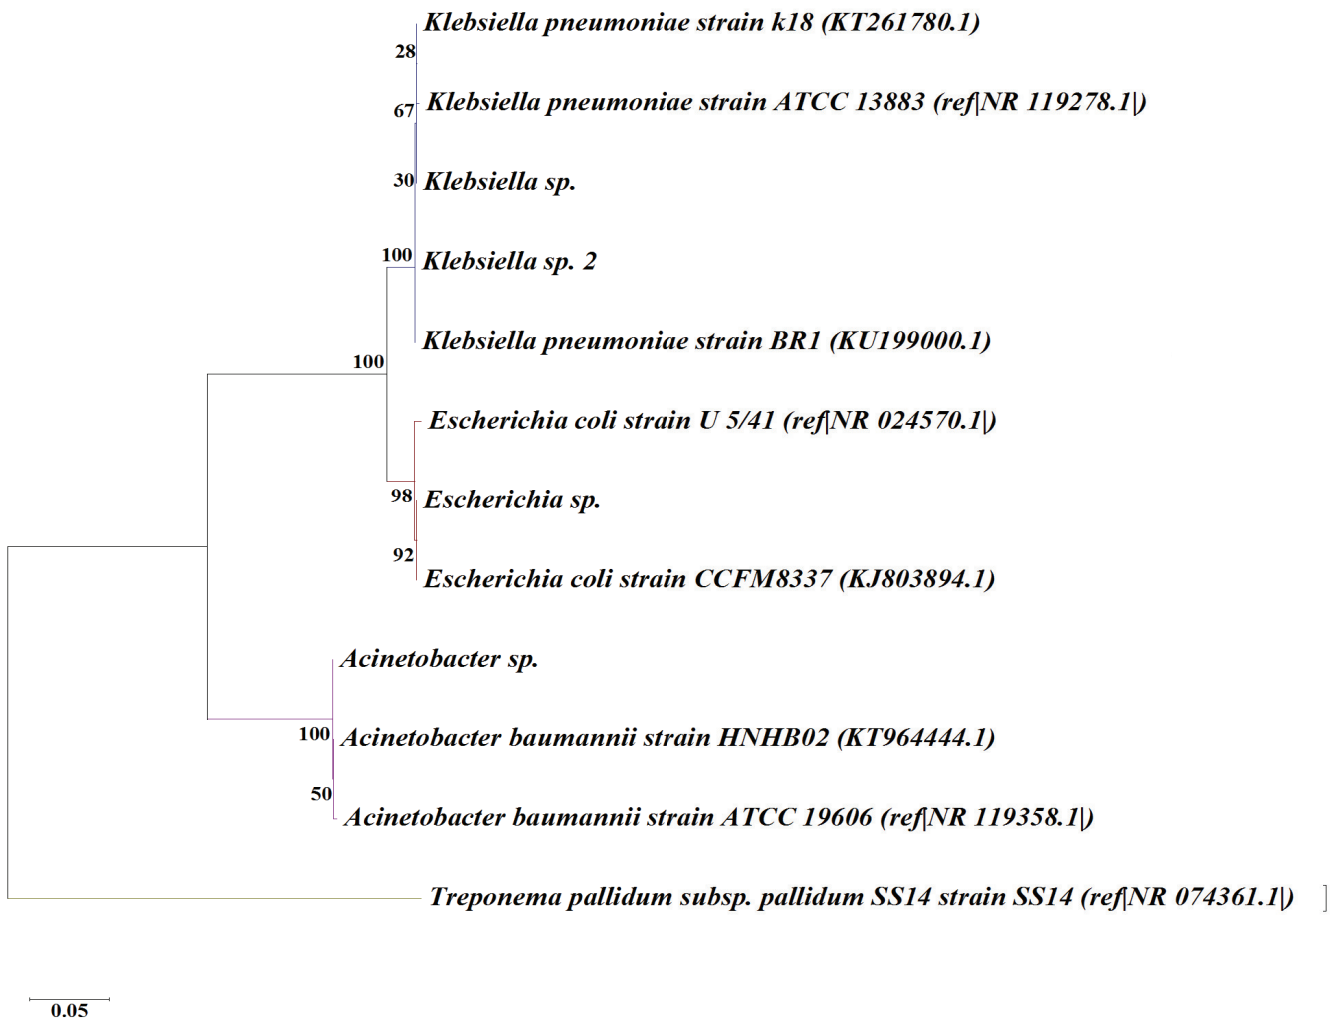 Klebsiella pneumoniae strain k18 (KT261780.1)
28
Klebsiella pneumoniae strain ATCC 13883 (ref|NR 119278.1|)
67
30
Klebsiella sp.
100
Klebsiella sp. 2
Klebsiella pneumoniae strain BR1 (KU199000.1)
100
Escherichia coli strain U 5/41 (ref|NR 024570.1|)
98
Escherichia sp.
92
Escherichia coli strain CCFM8337 (KJ803894.1)
Acinetobacter sp.
100
Acinetobacter baumannii strain HNHB02 (KT964444.1)
50
Acinetobacter baumannii strain ATCC 19606 (ref|NR 119358.1|)
Treponema pallidum subsp. pallidum SS14 strain SS14 (ref|NR 074361.1|)
0.05